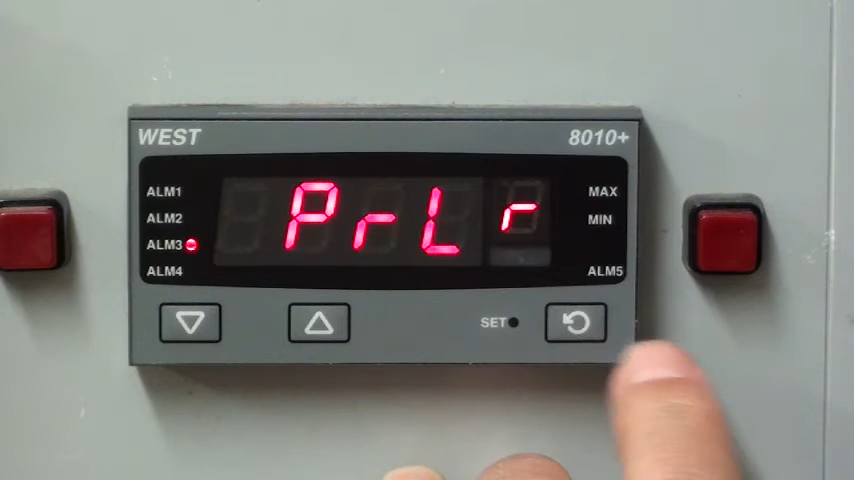 WEST 8010+
ALM1 MAX
ALM2 MIN
PrLr
ALM3
ALM4 ALM5
SET